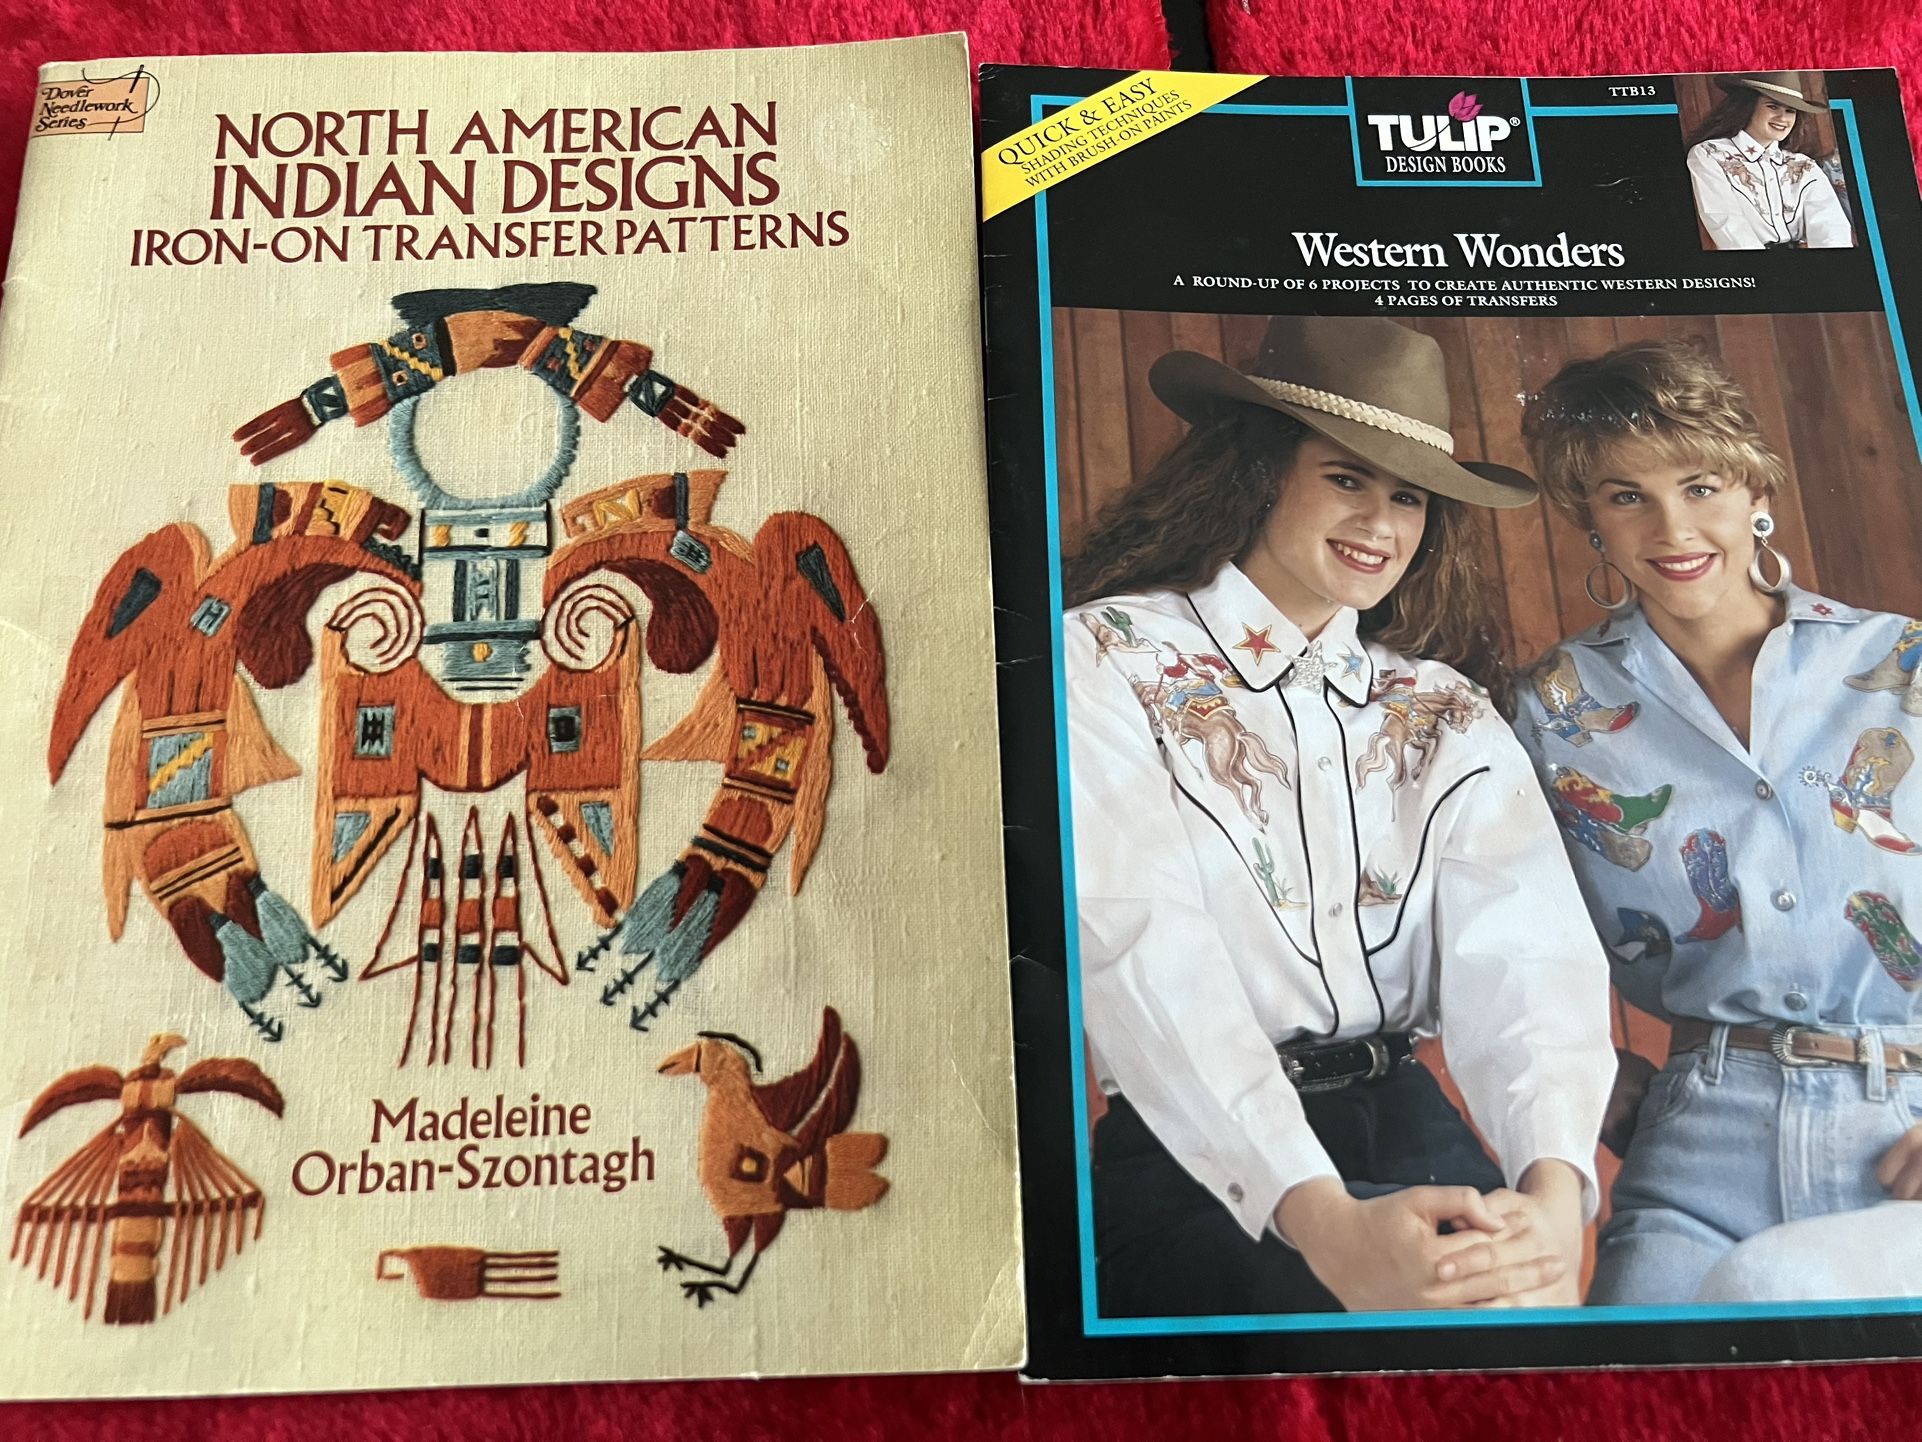 Dover
Needlework
Series
NORTH AMERICAN
INDIAN DESIGNS
IRON-ON TRANSFER PATTERNS
Madeleine
Orban-Szontagh
QUICK & EASY
SHADING TECHNIQUES
WITH BRUSH-ON PAINTS
TULIP®
DESIGN BOOKS
TTB13
Western Wonders
A ROUND-UP OF 6 PROJECTS TO CREATE AUTHENTIC WESTERN DESIGNS!
4 PAGES OF TRANSFERS